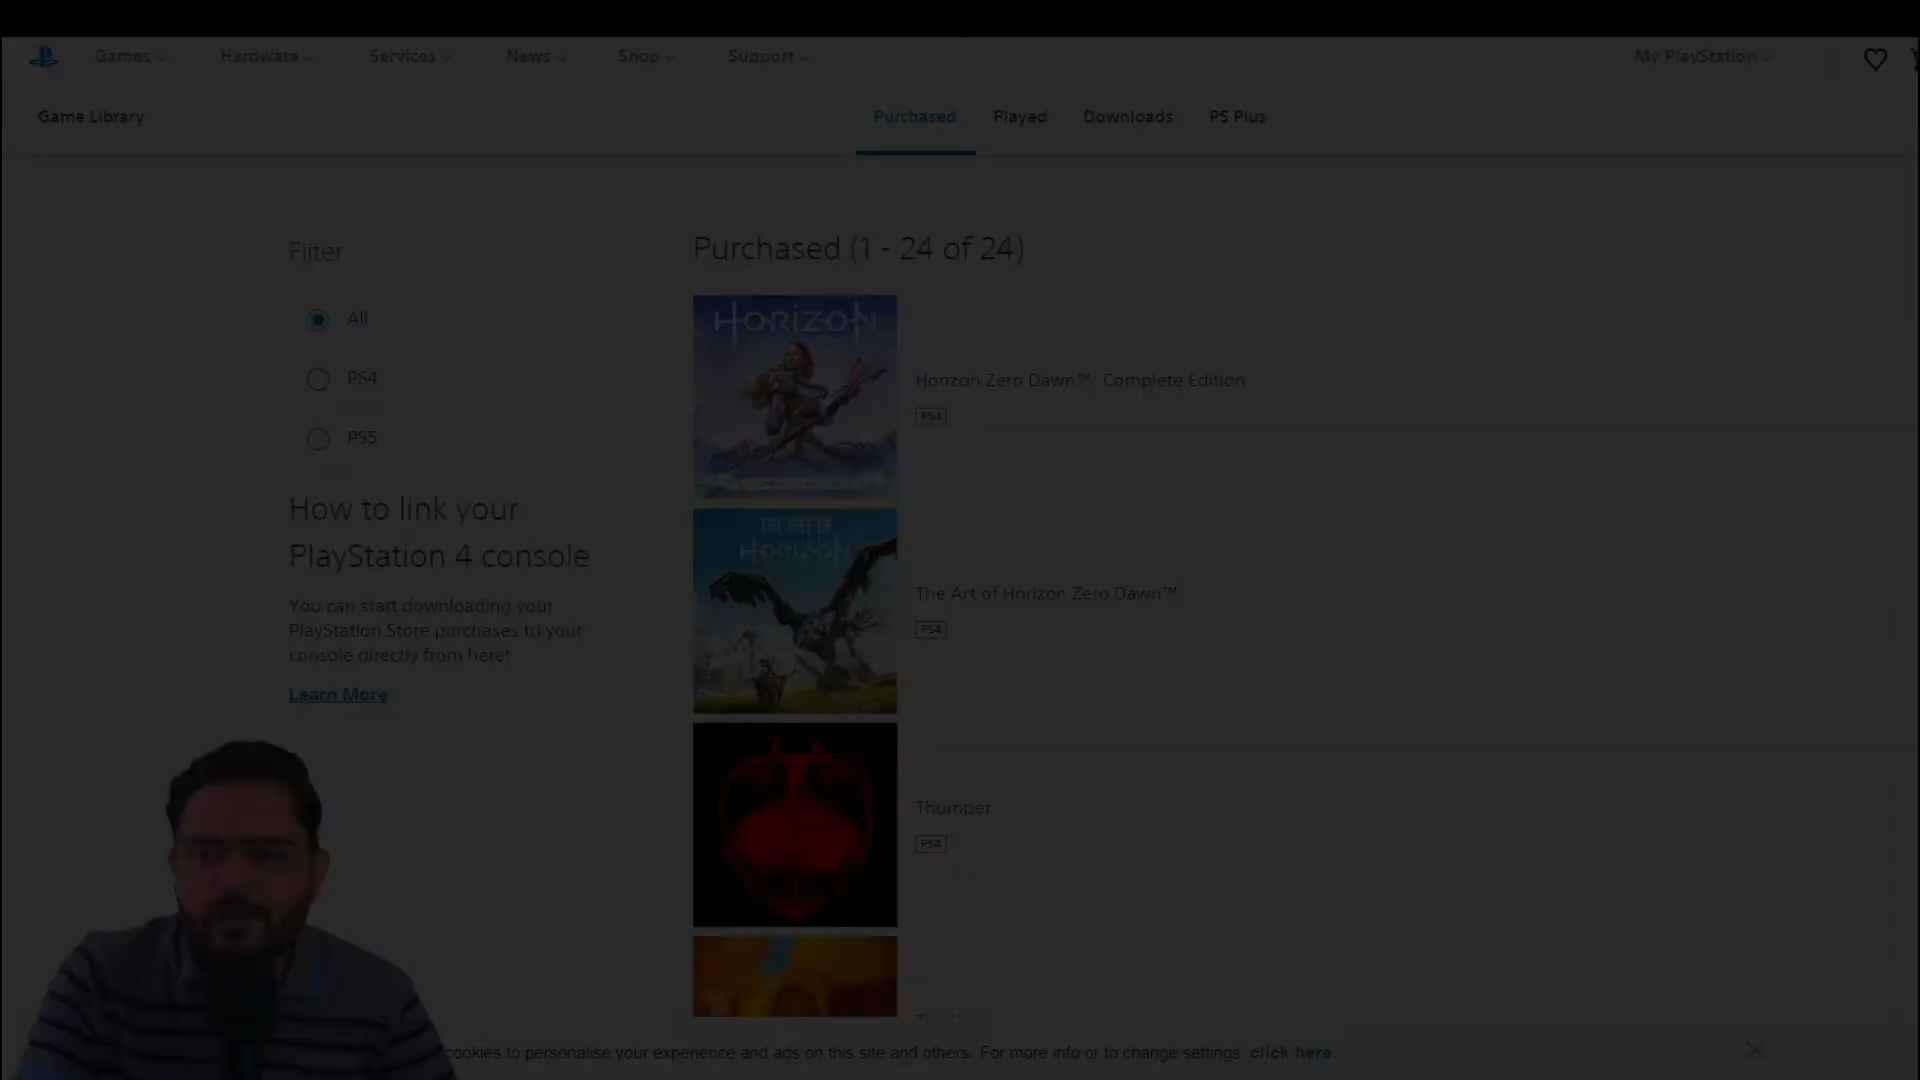 Games
Hardware
Services
News
Shop
Support
My PlayStation
Game Library
Purchased
Played
Downloads
PS Plus
Filter
All
PS4
PS5
How to link your
PlayStation 4 console
You can start downloading your
PlayStation Store purchases to your
console directly from here!
Learn More
Purchased (1 - 24 of 24)
HORIZON
Horizon Zero Dawn™: Complete Edition
PS4
HORIZON
The Art of Horizon Zero Dawn™
PS4
Thumper
PS4
cookies to personalise your experience and ads on this site and others. For more info or to change settings, click here